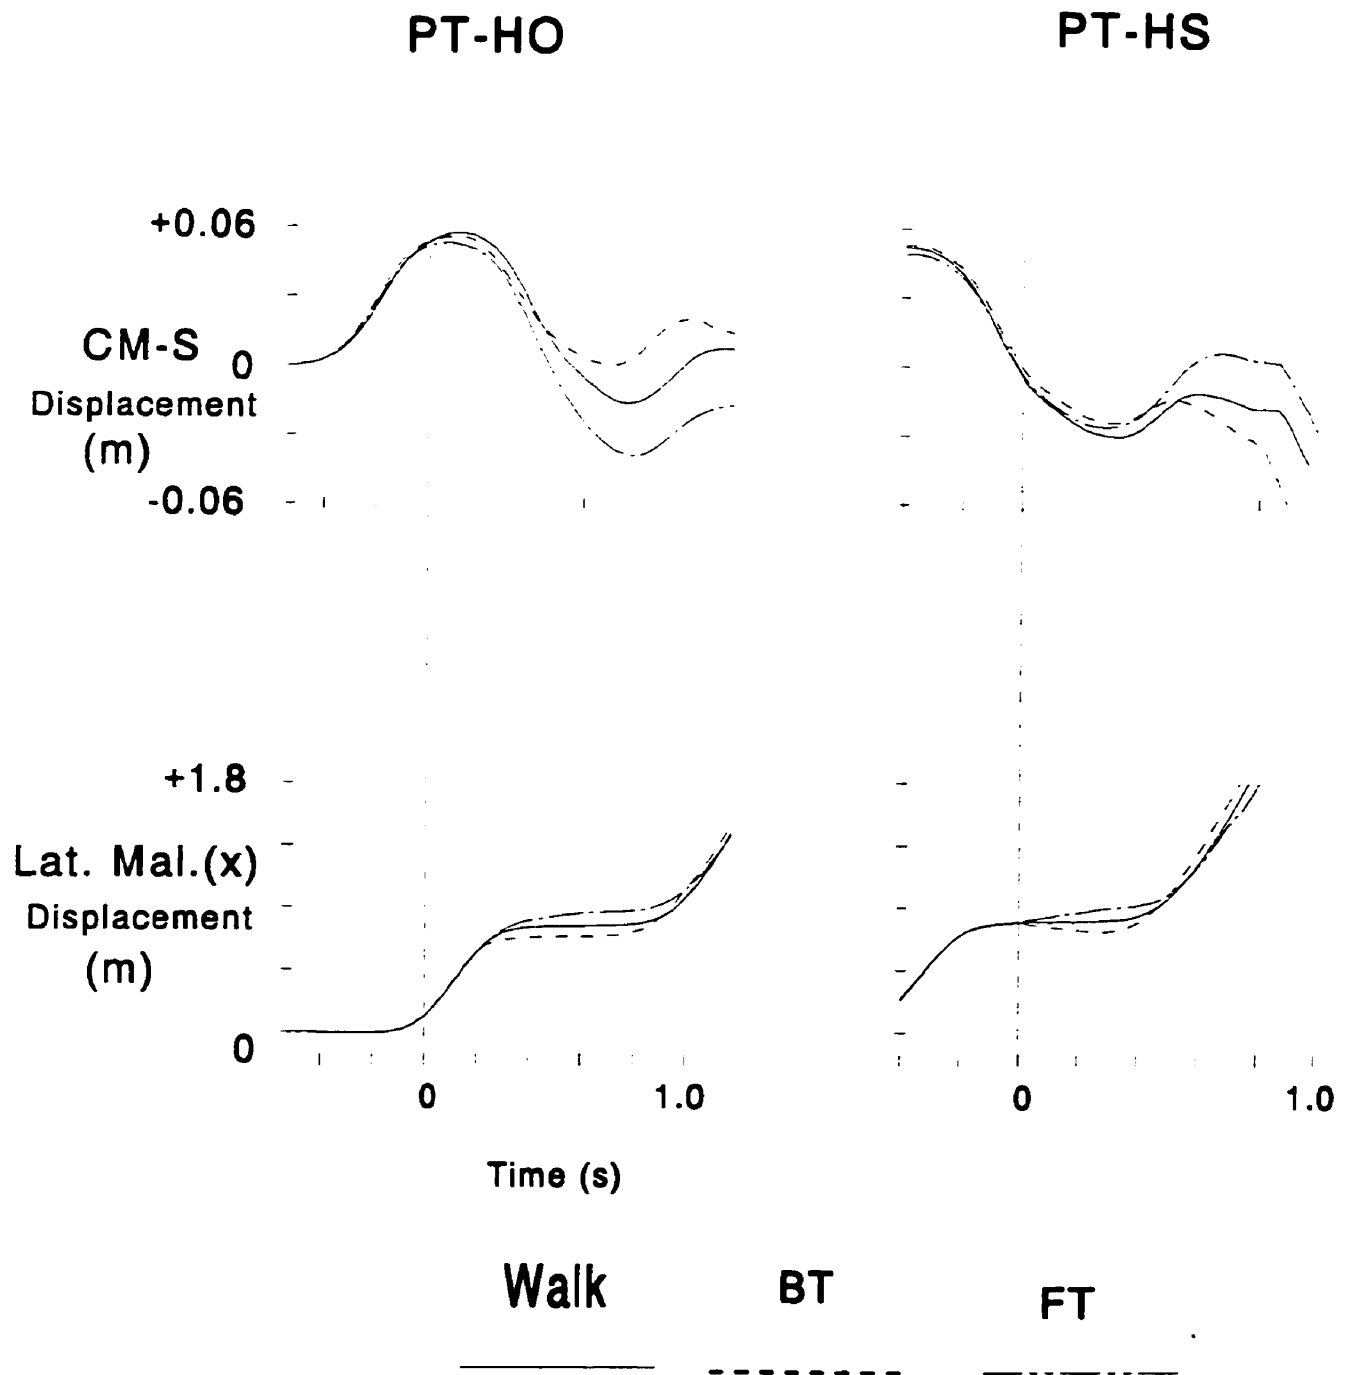 PT-HO
PT-HS
+0.06
CM-S 0
Displacement
(m)
-0.06
+1.8
Lat. Mal.(x)
Displacement
(m)
0
0
1.0
0
1.0
Time (s)
Walk
BT
FT